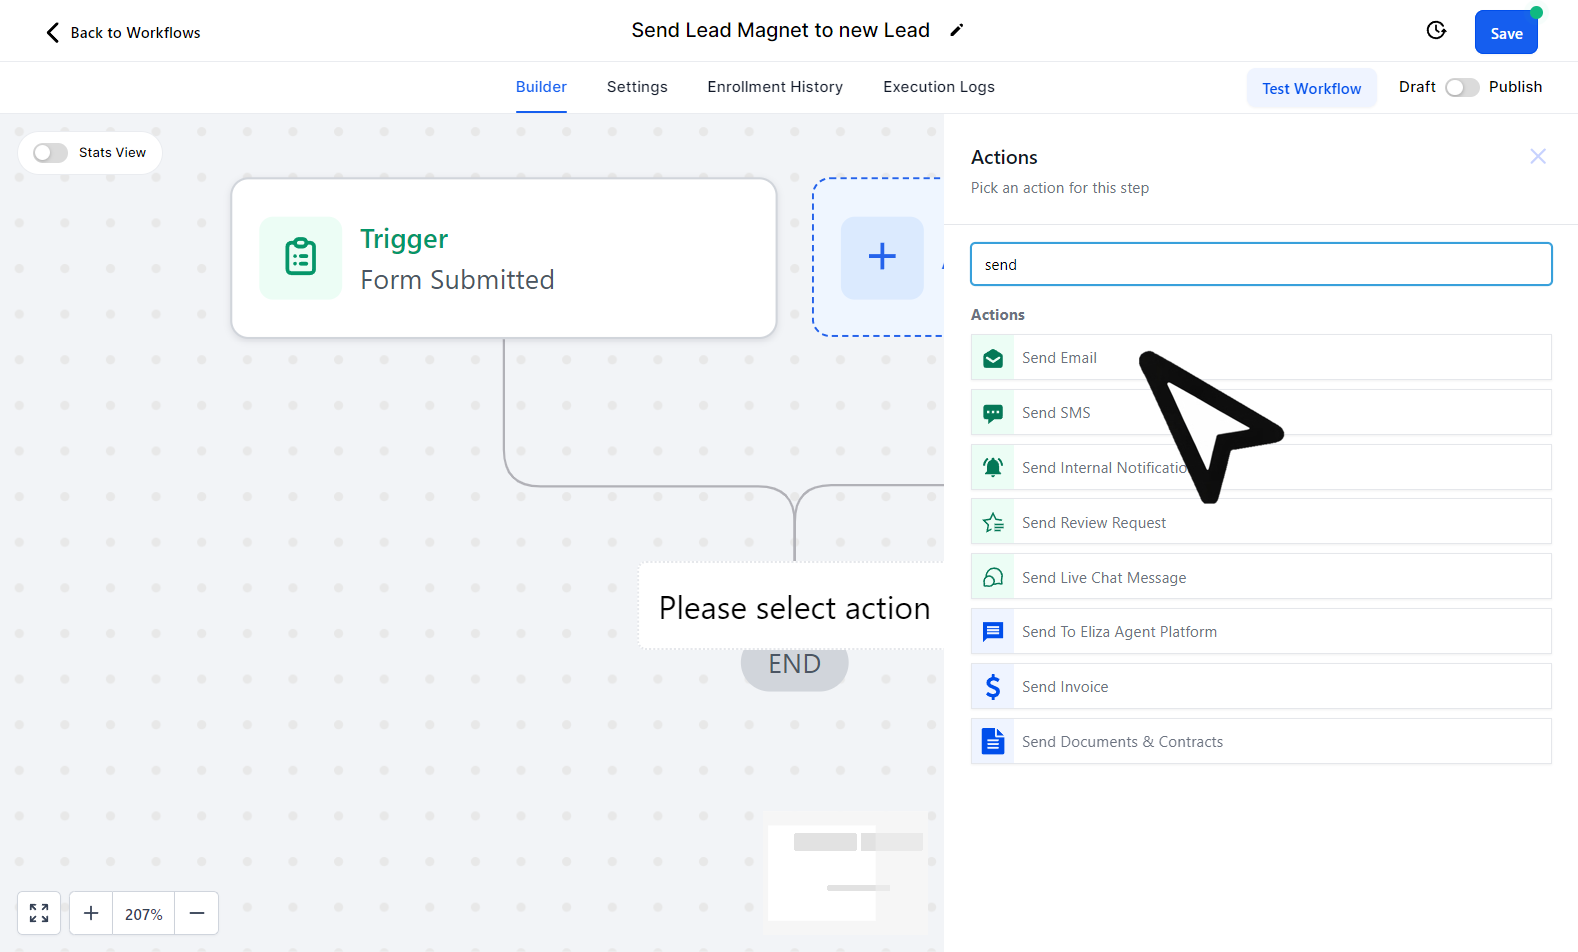 Back to Workflows
Send Lead Magnet to new Lead
Save
Builder
Settings
Enrollment History
Execution Logs
Test Workflow
Draft
Publish
Stats View
Trigger
Form Submitted
Please select action
END
207%
Actions
Pick an action for this step
send
Actions
Send Email
Send SMS
Send Internal Notificatio
Send Review Request
Send Live Chat Message
Send To Eliza Agent Platform
Send Invoice
Send Documents & Contracts